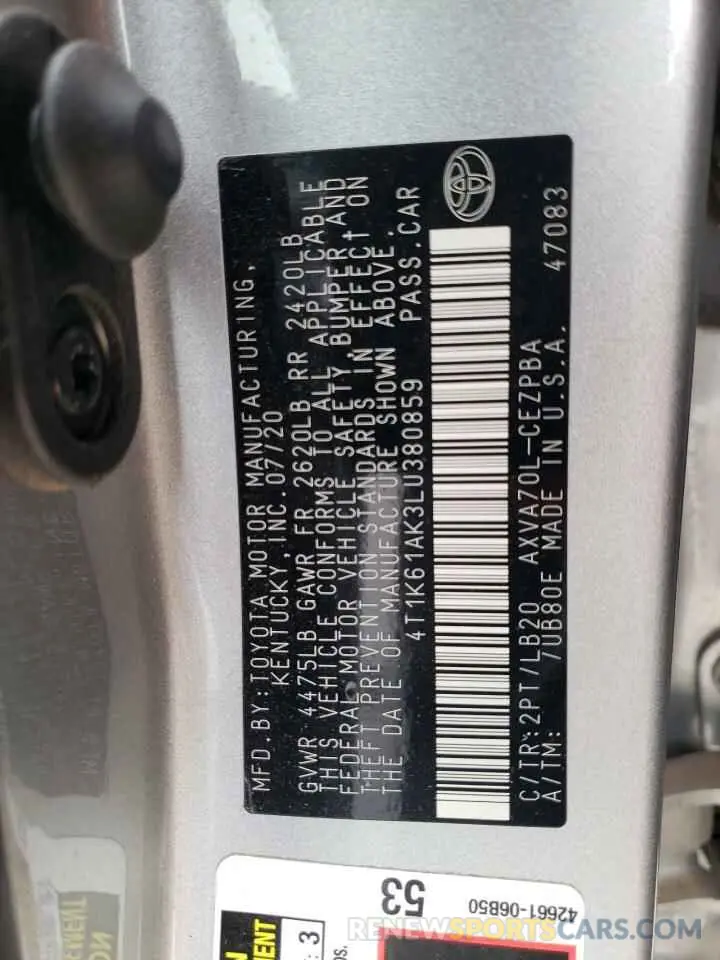 MFD.BY:TOYOTA MOTOR MANUFACTURING,
KENTUCKY,INC.07/20
GVWR 4475LB GAWR FR 2620LB RR 2420LB
THIS VEHICLE CONFORMS TO ALL APPLICABLE
FEDERAL MOTOR VEHICLE SAFETY, BUMPER, AND
THEFT PREVENTION STANDARDS IN EFFECT ON
THE DATE OF MANUFACTURE SHOWN ABOVE.
4T1K61AK3LU380859 PASS.CAR
C/TR:2PT/LB20 AXVA70L-CEZPBA
A/TM: 7UB80E MADE IN U.S.A. 47083
53
42661-06B50
3
RENEWSPORTSCARS.COM